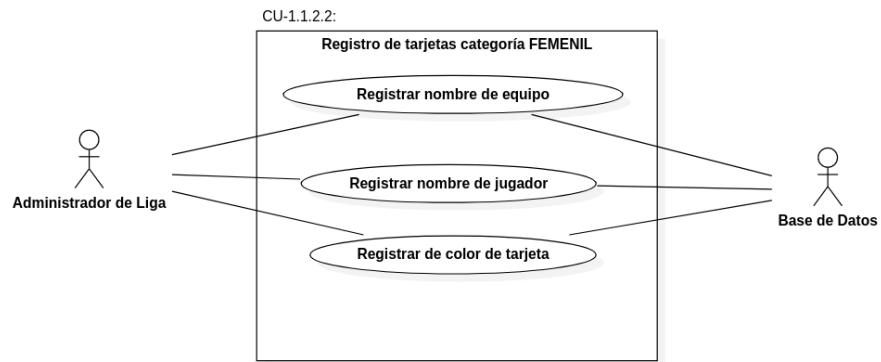 CU-1.1.2.2:
Registro de tarjetas categoría FEMENIL
Registrar nombre de equipo
Registrar nombre de jugador
Administrador de Liga
Base de Datos
Registrar de color de tarjeta